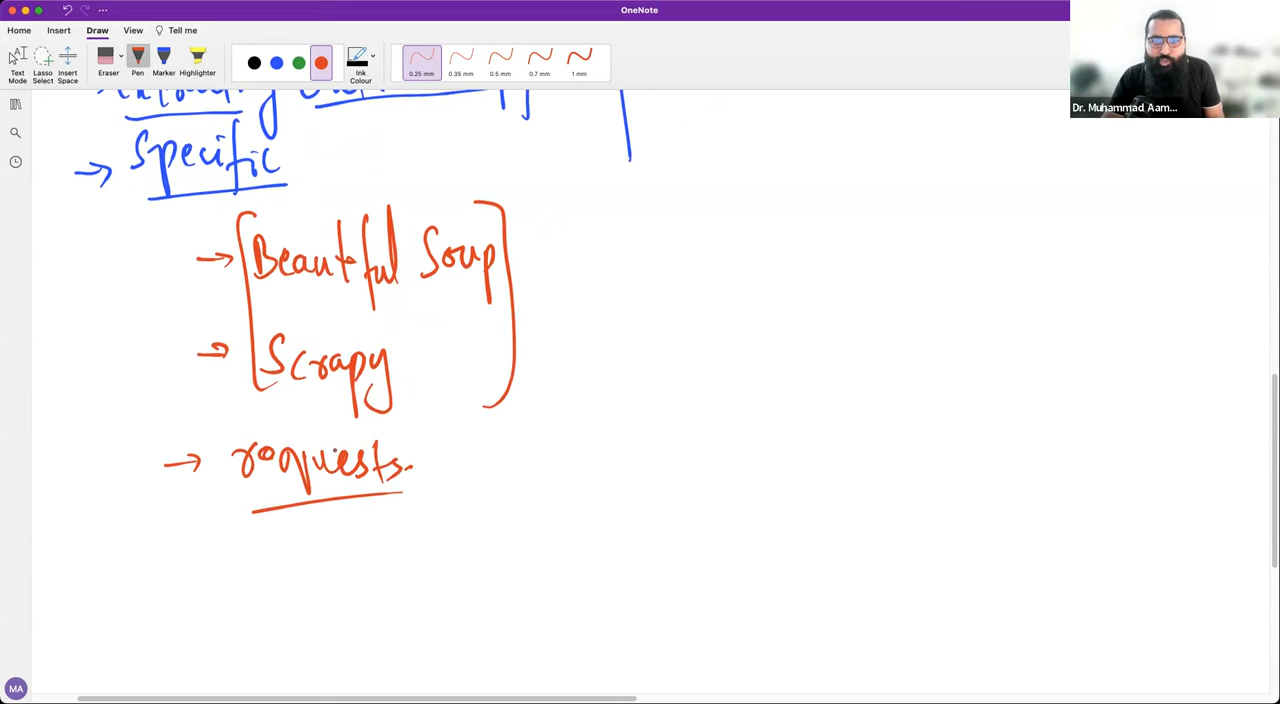 OneNote
Home Insert Draw View Tell me
Text Mode Lasso Select Insert Space Eraser Pen Marker Highlighter Ink Colour 0.25 mm 0.35 mm 0.5 mm 0.7 mm 1 mm
Dr. Muhammad Aam...
→ Specific
→ Beautiful Soup
→ Scrapy
→ requests.
MA